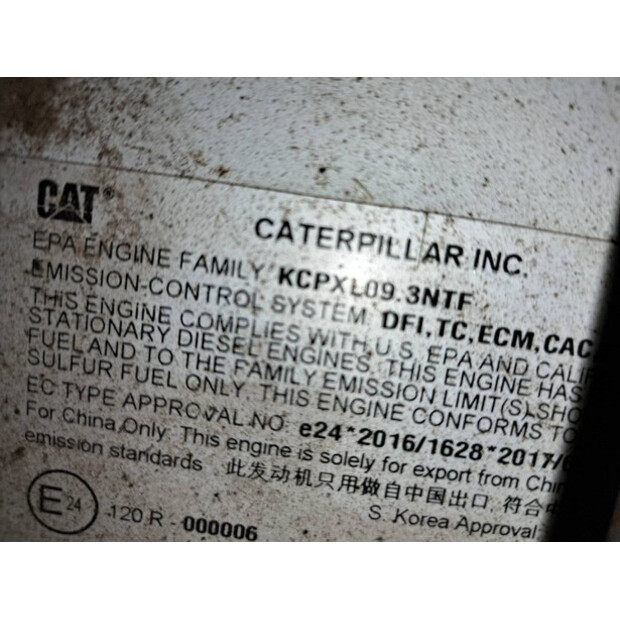 CAT®
CATERPILLAR INC.
EPA ENGINE FAMILY: KCPXL09.3NTF
EMISSION-CONTROL SYSTEM: DFI,TC,ECM,CAC
THIS ENGINE COMPLIES WITH U.S. EPA AND
STATIONARY DIESEL ENGINES. THIS ENGINE HAS
FUEL AND TO THE FAMILY EMISSION LIMIT(S)
SULFUR FUEL ONLY. THIS ENGINE CONFORMS TO
EC TYPE APPROVAL NO: e24*2016/1628*2017/
For China Only: This engine is solely for export from
emission standards 此发动机只用做自中国出口, 符合
E 24 120 R - 000006
S. Korea Approval